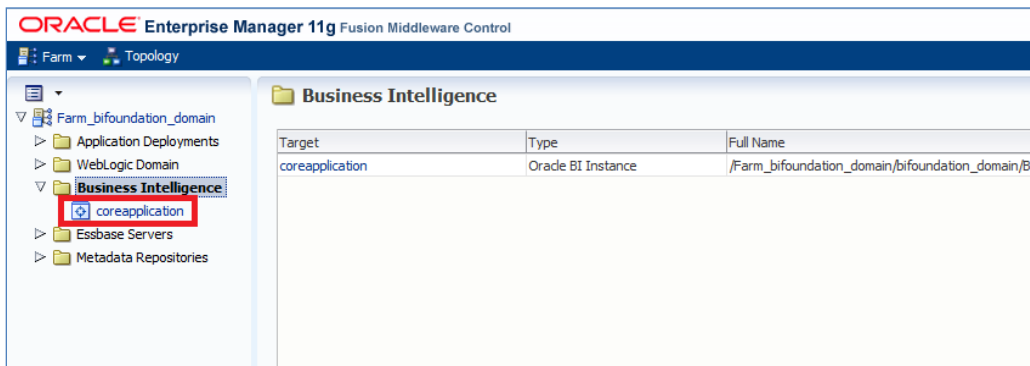 ORACLE Enterprise Manager 11g Fusion Middleware Control
Farm Topology
Farm_bifoundation_domain
Application Deployments
WebLogic Domain
Business Intelligence
coreapplication
Essbase Servers
Metadata Repositories
Business Intelligence
Target Type Full Name
coreapplication Oracle BI Instance /Farm_bifoundation_domain/bifoundation_domain/B